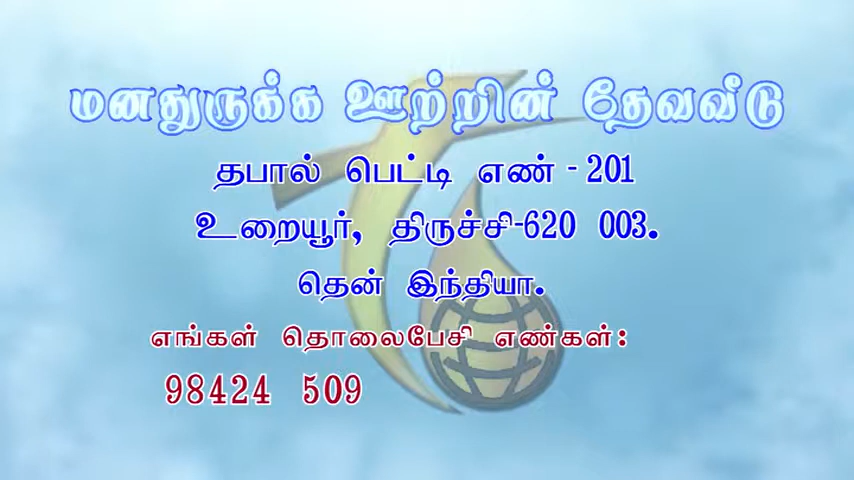 மனதுருக்க ஊற்றின் தேவவீடு
தபால் பெட்டி எண் - 201
உறையூர், திருச்சி-620 003.
தென் இந்தியா.
எங்கள் தொலைபேசி எண்கள்:
98424 509